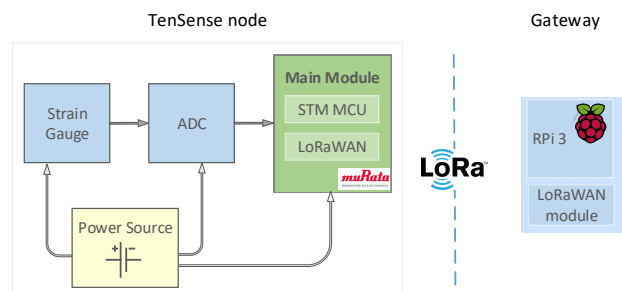 TenSense node
Gateway
Strain
Gauge
ADC
Main Module
STM MCU
LoRaWAN
muRata
INNOVATOR IN ELECTRONICS
Power Source
+ −
LoRa™
RPi 3
LoRaWAN
module